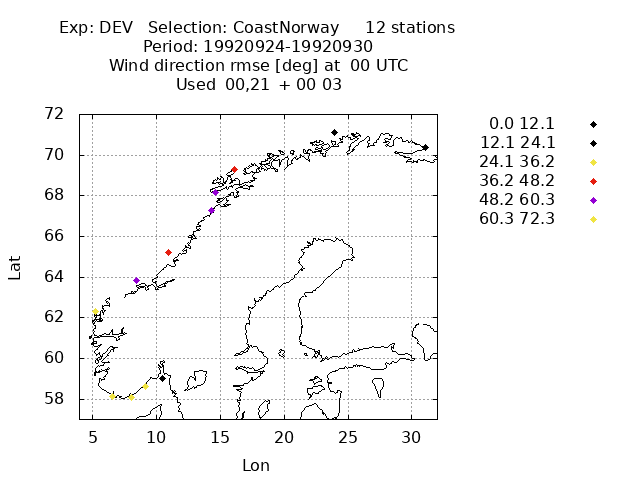 Exp: DEV   Selection: CoastNorway     12 stations
Period: 19920924-19920930
Wind direction rmse [deg] at  00 UTC
Used  00,21  + 00 03
72
70
68
66
64
62
60
58
Lat
5 10 15 20 25 30
Lon
0.0 12.1
12.1 24.1
24.1 36.2
36.2 48.2
48.2 60.3
60.3 72.3